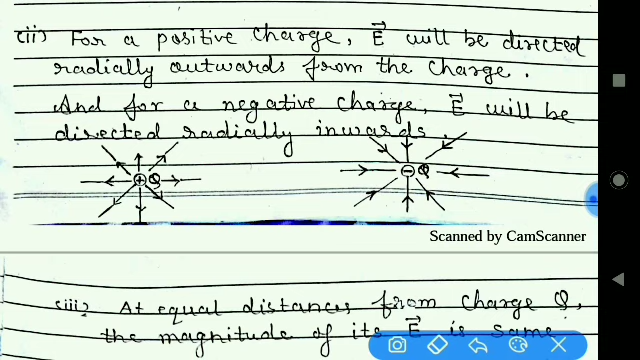 (ii) For a positive charge, E⃗ will be directed
radially outwards from the charge.
And for a negative charge, E⃗ will be
directed radially inwards.
+ Q
− Q
Scanned by CamScanner
(iii) At equal distances from charge Q,
the magnitude of its E⃗ is same